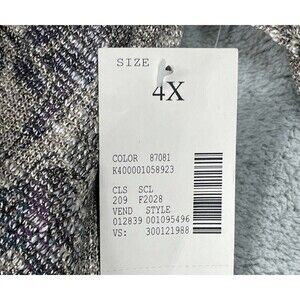 SIZE
4X
COLOR 87081
K400001058923
CLS SCL
209 F2028
VEND STYLE
012839 001095496
VS: 300121988